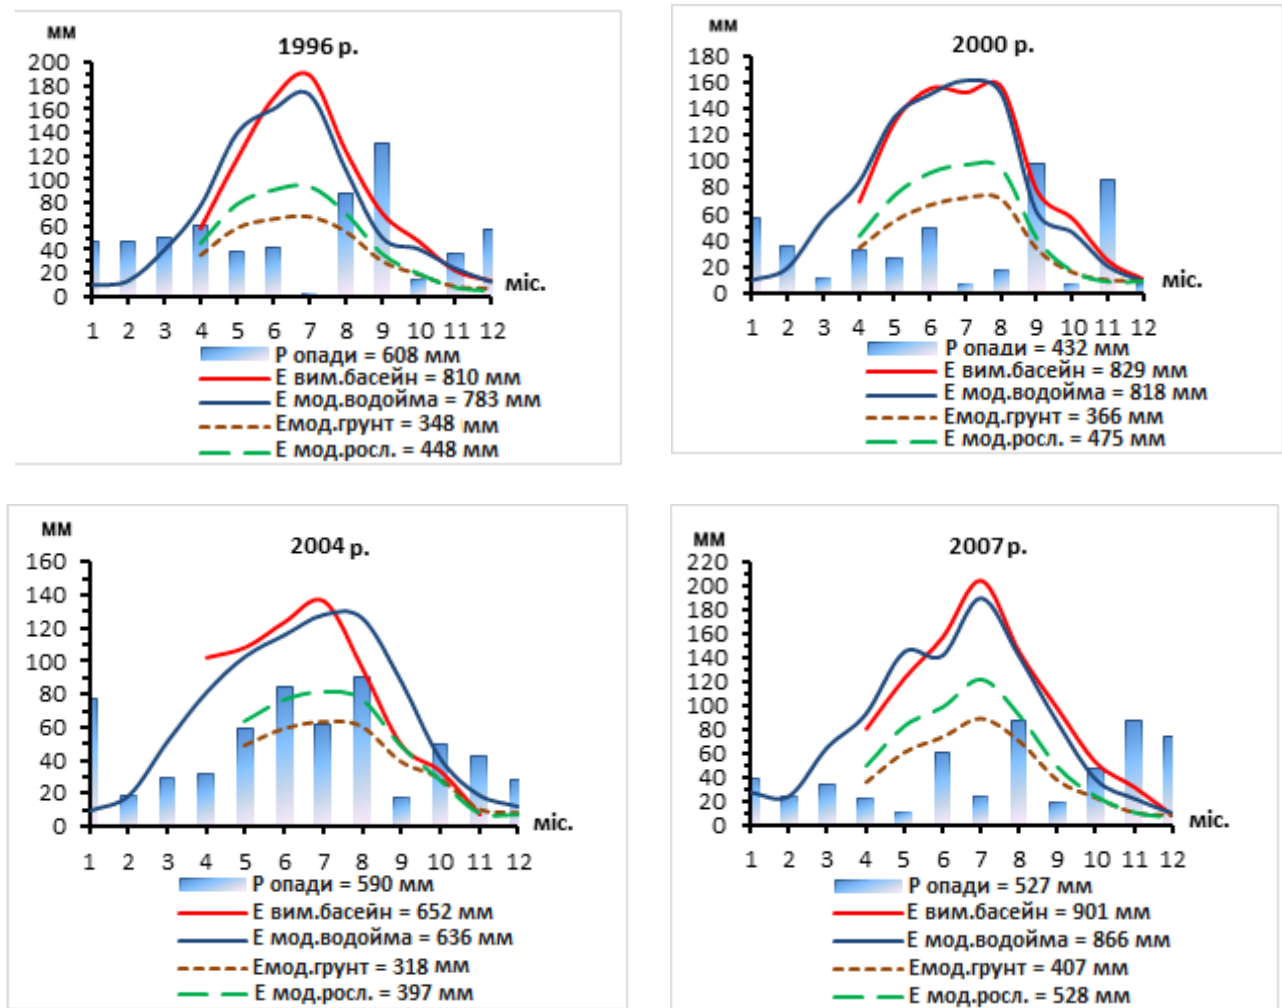 мм
1996 р.
200
180
160
140
120
100
80
60
40
20
0
1 2 3 4 5 6 7 8 9 10 11 12
міс.
Р опади = 608 мм
Е вим.басейн = 810 мм
Е мод.водойма = 783 мм
Емод.грунт = 348 мм
Е мод.росл. = 448 мм
мм
2000 р.
180
160
140
120
100
80
60
40
20
0
1 2 3 4 5 6 7 8 9 10 11 12
міс.
Р опади = 432 мм
Е вим.басейн = 829 мм
Е мод.водойма = 818 мм
Емод.грунт = 366 мм
Е мод.росл. = 475 мм
мм
2004 р.
160
140
120
100
80
60
40
20
0
1 2 3 4 5 6 7 8 9 10 11 12
міс.
Р опади = 590 мм
Е вим.басейн = 652 мм
Е мод.водойма = 636 мм
Емод.грунт = 318 мм
Е мод.росл. = 397 мм
мм
2007 р.
220
200
180
160
140
120
100
80
60
40
20
0
1 2 3 4 5 6 7 8 9 10 11 12
міс.
Р опади = 527 мм
Е вим.басейн = 901 мм
Е мод.водойма = 866 мм
Емод.грунт = 407 мм
Е мод.росл. = 528 мм